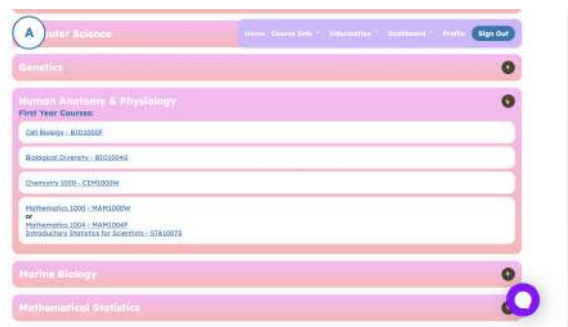 A
uter Science
Home Course Info Information Dashboard Profile Sign Out
Genetics
Human Anatomy & Physiology
First Year Courses:
Cell Biology - BIO1000F
Biological Diversity - BIO1004S
Chemistry 1000 - CEM1000W
Mathematics 1000 - MAM1000W
or
Mathematics 1004 - MAM1004F
Introductory Statistics for Scientists - STA1007S
Marine Biology
Mathematical Statistics